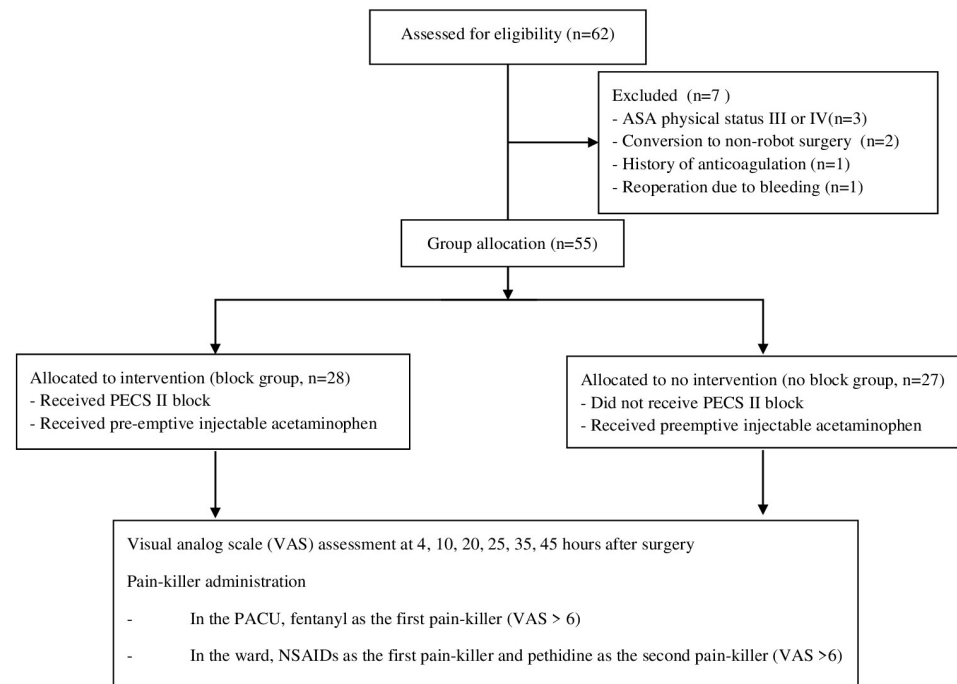 Assessed for eligibility (n=62)
Excluded  (n=7 )
- ASA physical status III or IV(n=3)
- Conversion to non-robot surgery  (n=2)
- History of anticoagulation (n=1)
- Reoperation due to bleeding (n=1)
Group allocation (n=55)
Allocated to intervention (block group, n=28)
- Received PECS II block
- Received pre-emptive injectable acetaminophen
Allocated to no intervention (no block group, n=27)
- Did not receive PECS II block
- Received preemptive injectable acetaminophen
Visual analog scale (VAS) assessment at 4, 10, 20, 25, 35, 45 hours after surgery
Pain-killer administration
- In the PACU, fentanyl as the first pain-killer (VAS > 6)
- In the ward, NSAIDs as the first pain-killer and pethidine as the second pain-killer (VAS >6)